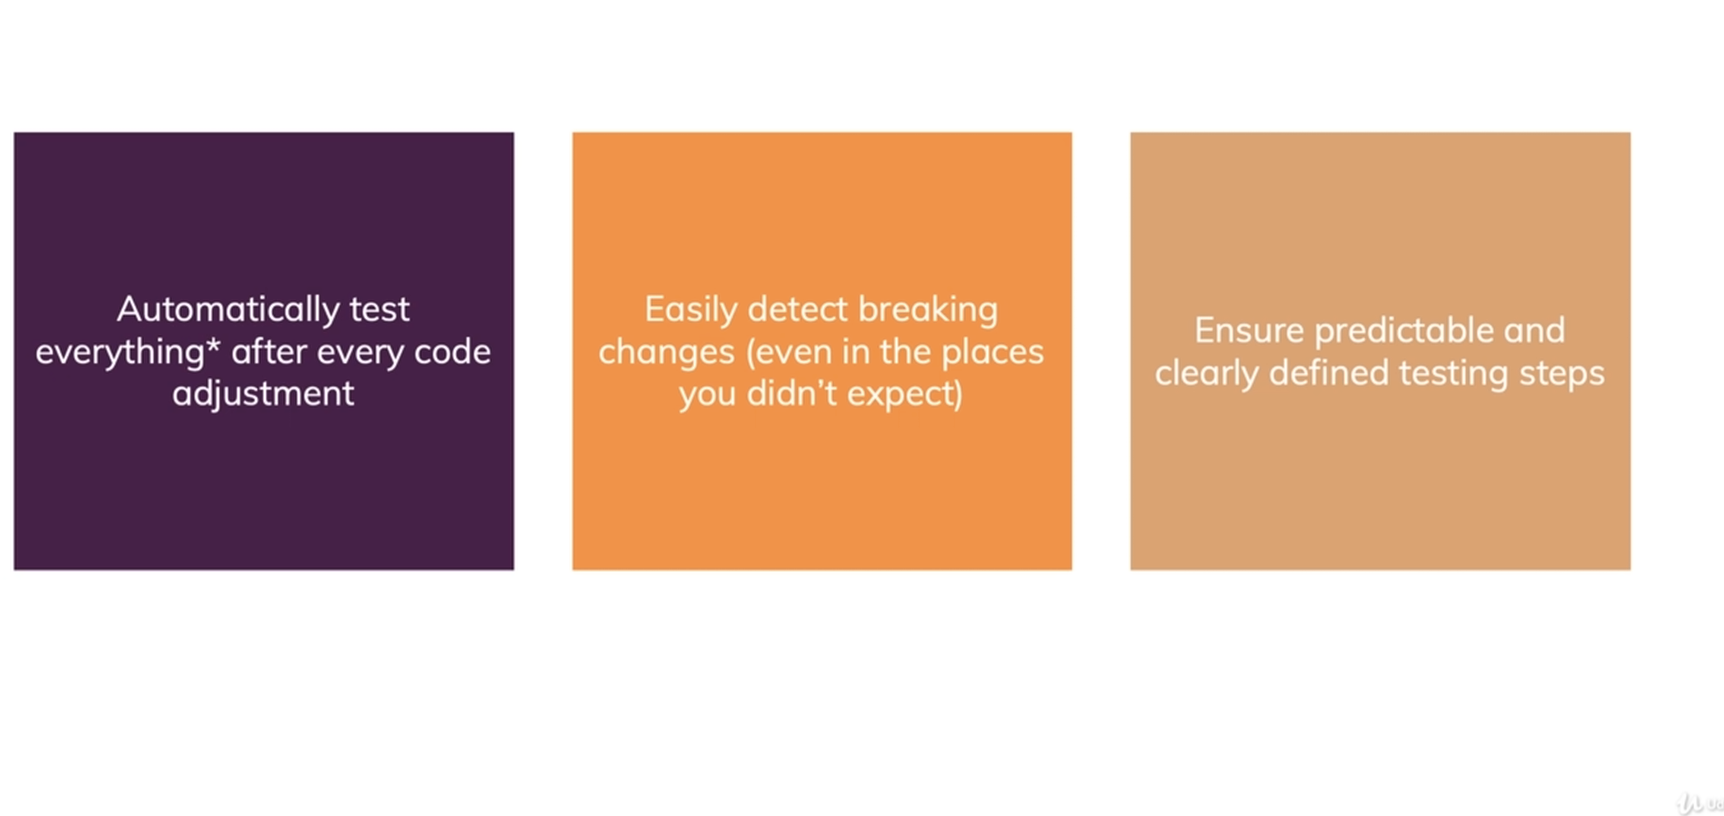 Automatically test
everything* after every code
adjustment
Easily detect breaking
changes (even in the places
you didn't expect)
Ensure predictable and
clearly defined testing steps